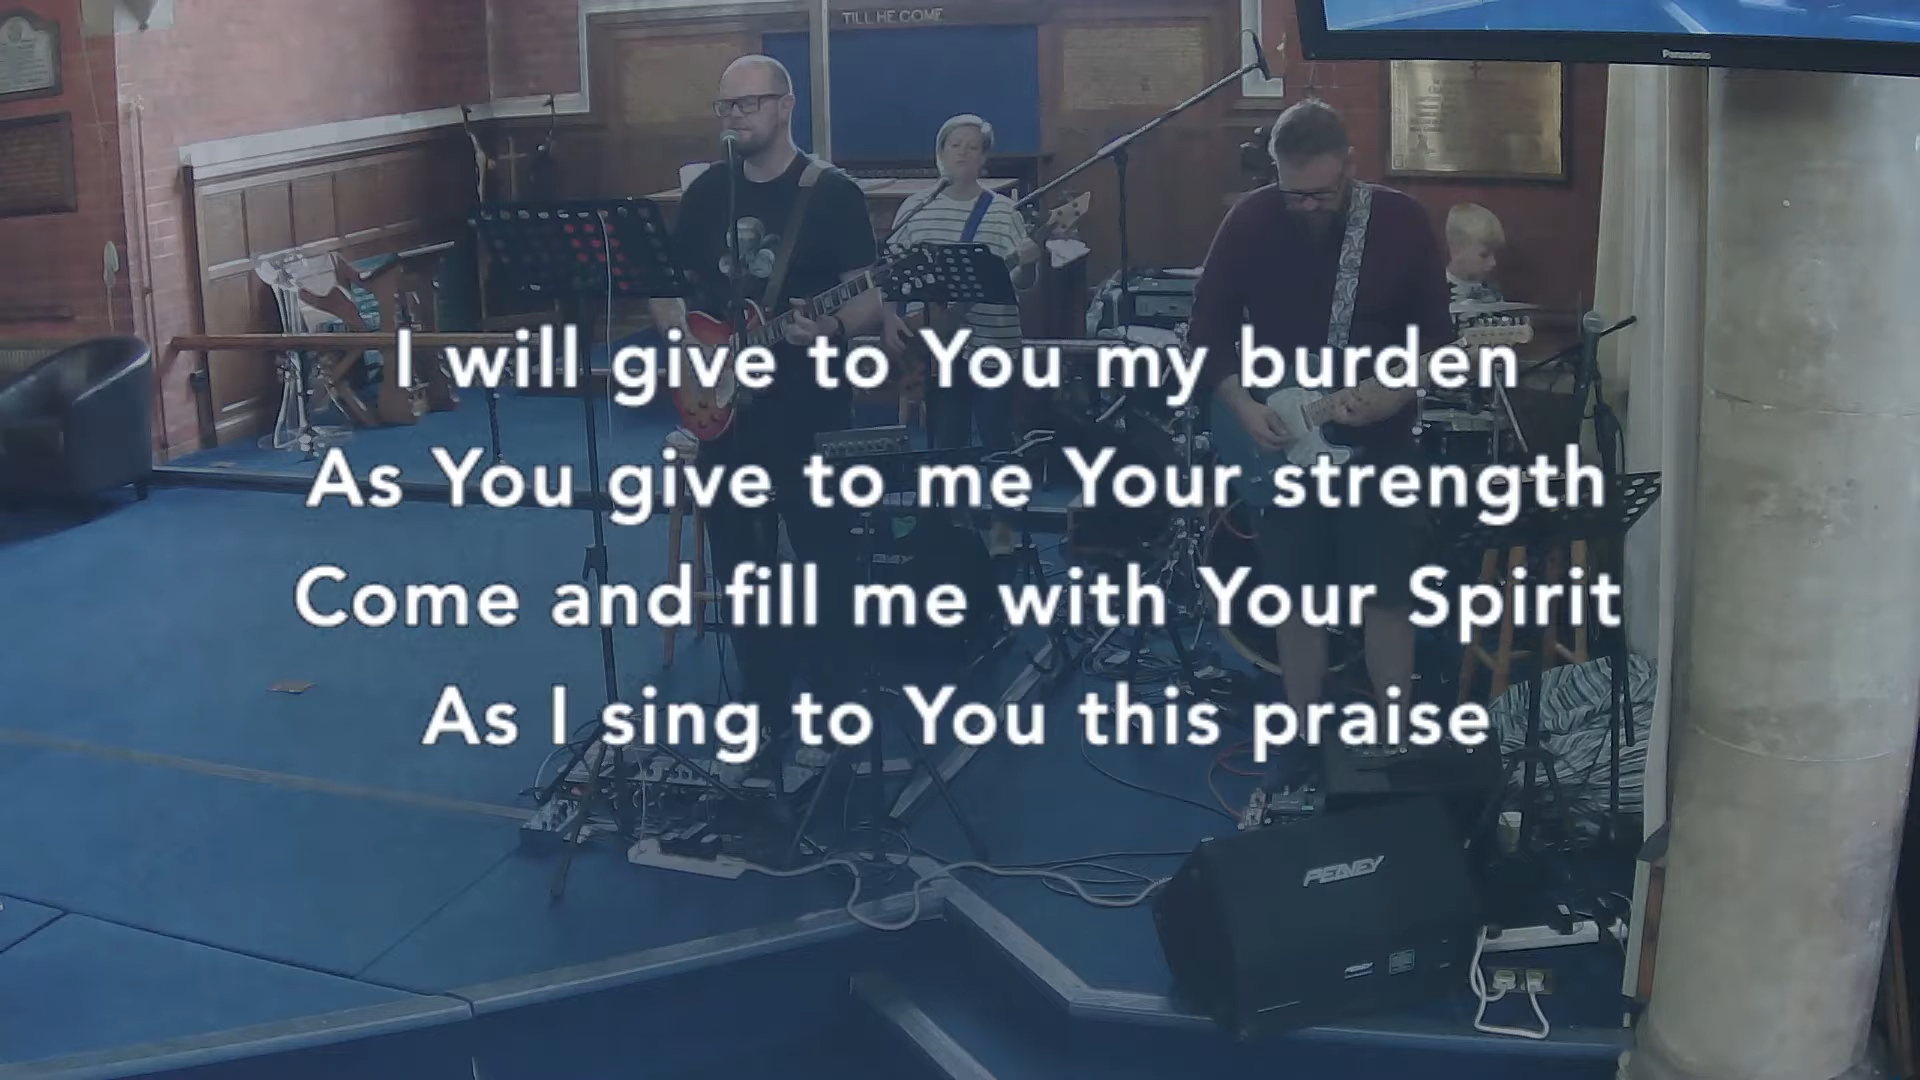 TILL HE COME
Panasonic
I will give to You my burden
As You give to me Your strength
Come and fill me with Your Spirit
As I sing to You this praise
PEAVEY